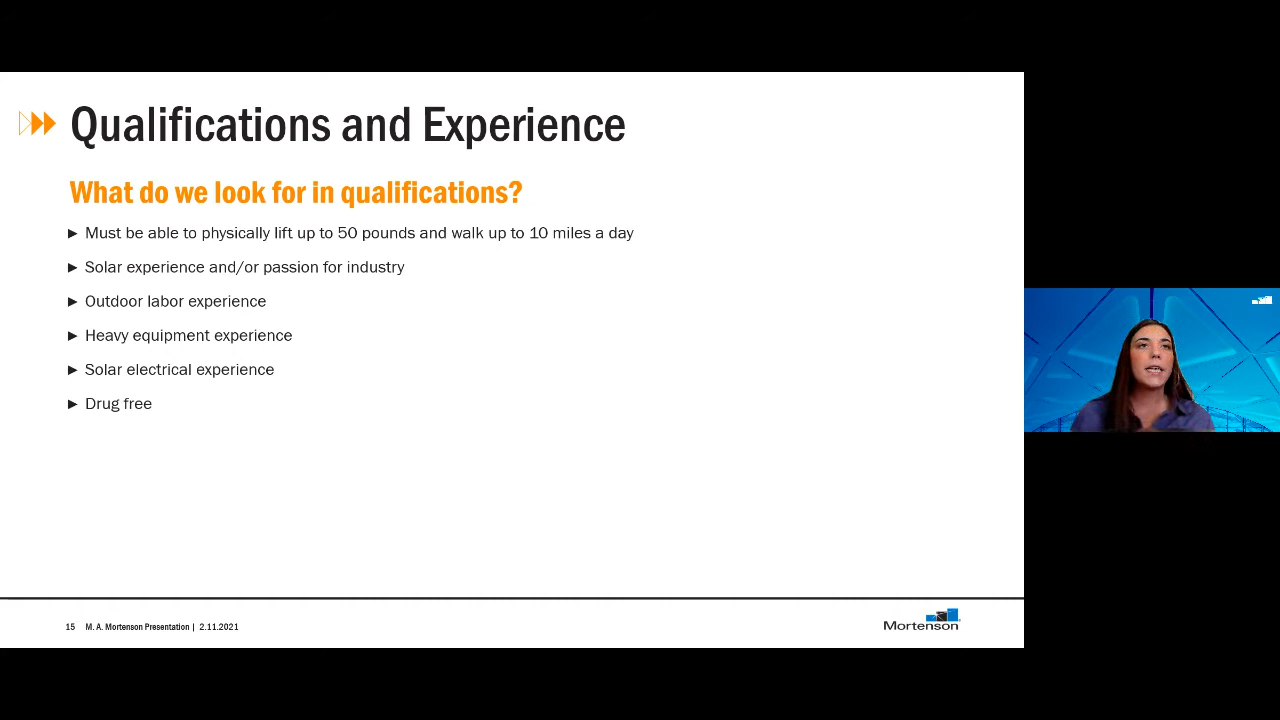 Qualifications and Experience
What do we look for in qualifications?
► Must be able to physically lift up to 50 pounds and walk up to 10 miles a day
► Solar experience and/or passion for industry
► Outdoor labor experience
► Heavy equipment experience
► Solar electrical experience
► Drug free
15 M. A. Mortenson Presentation | 2.11.2021
Mortenson